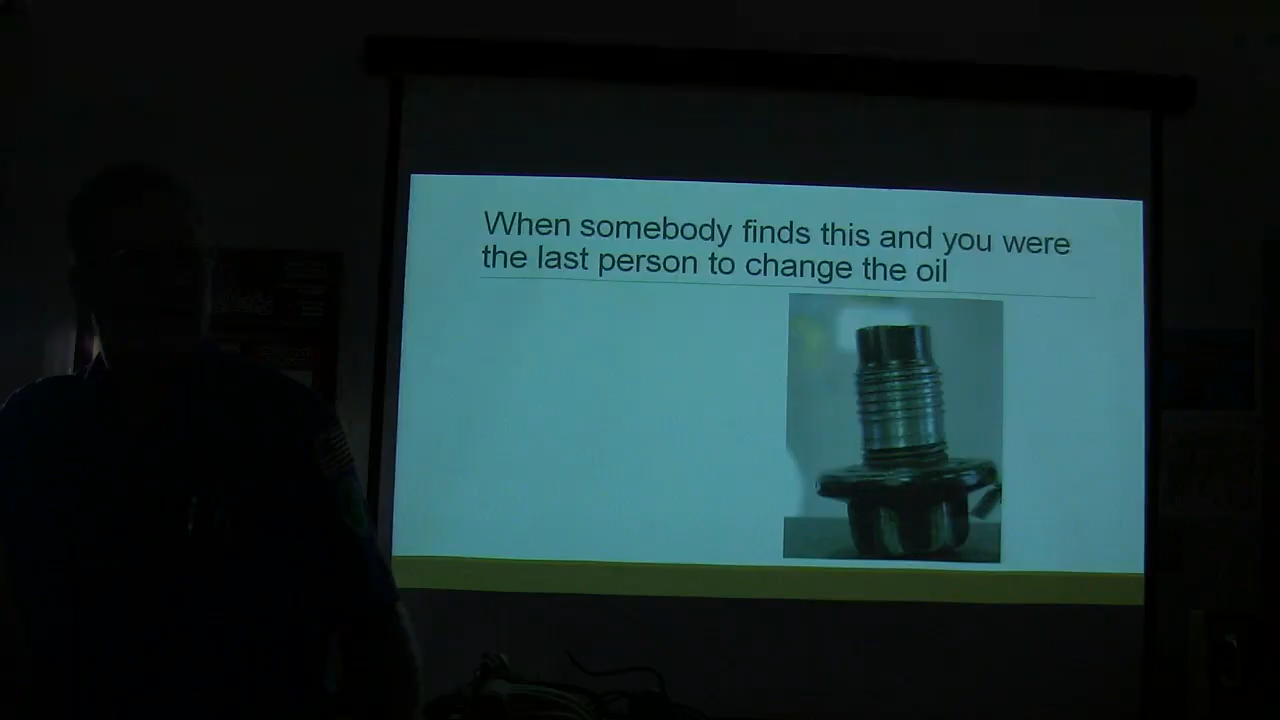 When somebody finds this and you were
the last person to change the oil